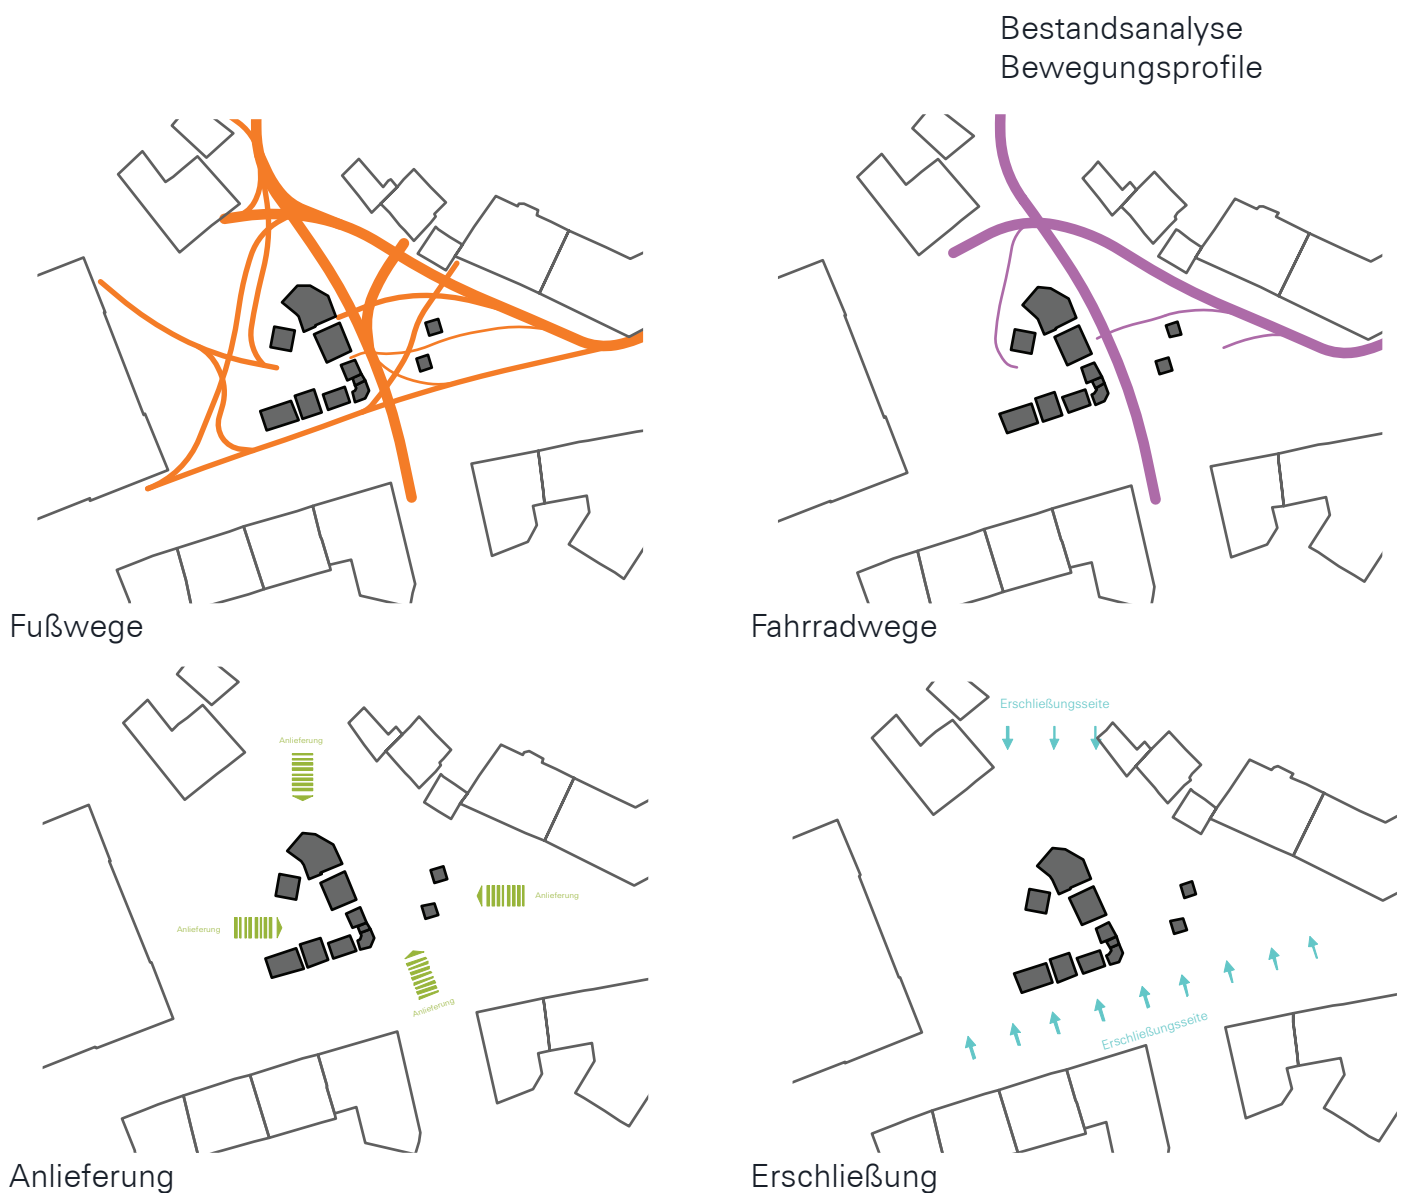 Bestandsanalyse
Bewegungsprofile
Fußwege
Fahrradwege
Anlieferung
Anlieferung
Anlieferung
Anlieferung
Anlieferung
Erschließungsseite
Erschließungsseite
Erschließung